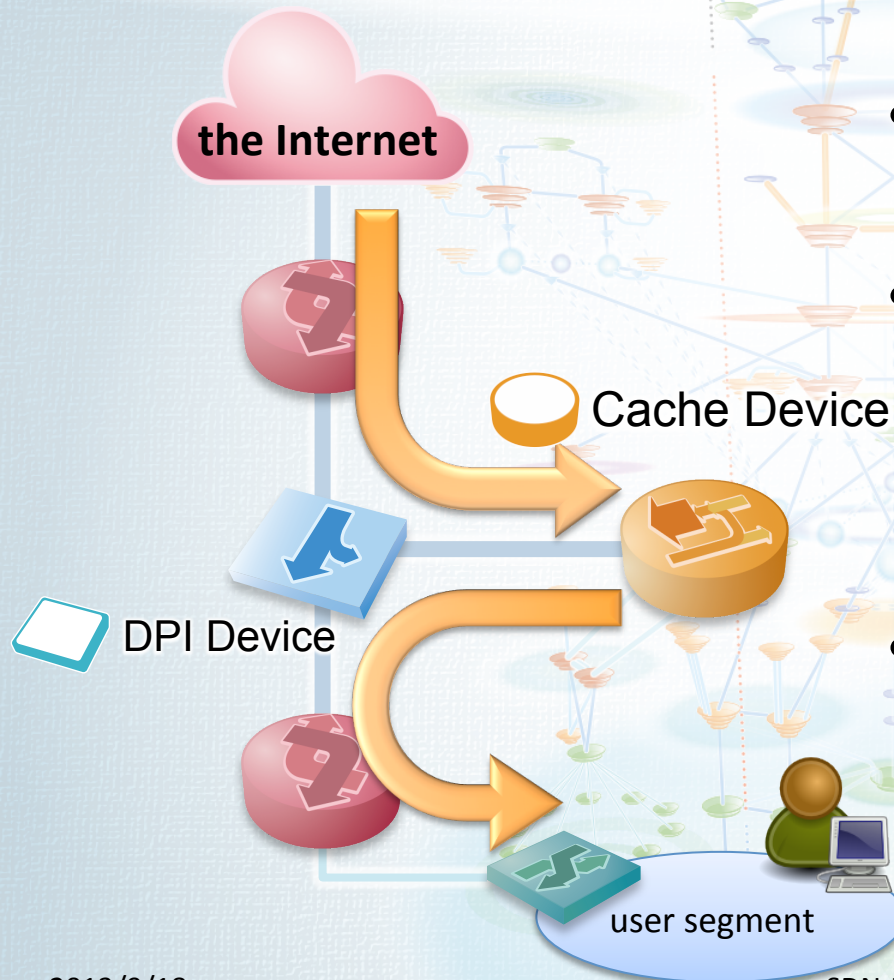 the Internet
Cache Device
DPI Device
user segment